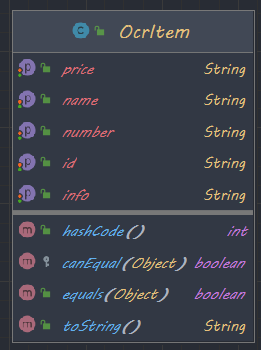 C OcrItem
p price String
p name String
p number String
p id String
p info String
m hashCode() int
m canEqual(Object) boolean
m equals(Object) boolean
m toString() String